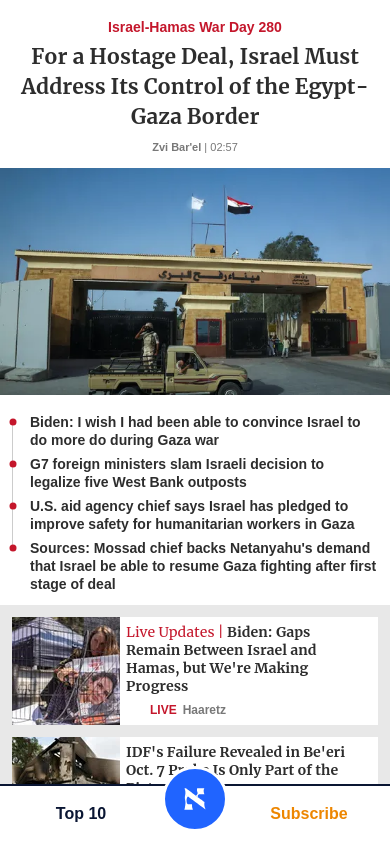 Israel-Hamas War Day 280
For a Hostage Deal, Israel Must
Address Its Control of the Egypt-
Gaza Border
Zvi Bar'el | 02:57
ميناء رفح البري
Biden: I wish I had been able to convince Israel to
do more do during Gaza war
G7 foreign ministers slam Israeli decision to
legalize five West Bank outposts
U.S. aid agency chief says Israel has pledged to
improve safety for humanitarian workers in Gaza
Sources: Mossad chief backs Netanyahu's demand
that Israel be able to resume Gaza fighting after first
stage of deal
Live Updates | Biden: Gaps
Remain Between Israel and
Hamas, but We're Making
Progress
LIVE Haaretz
IDF's Failure Revealed in Be'eri
Oct. 7 Is Only Part of the
Top 10
Subscribe